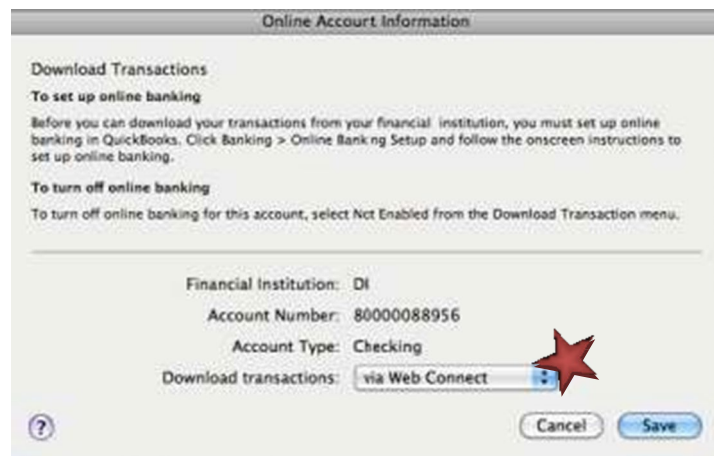 Online Account Information
Download Transactions
To set up online banking
Before you can download your transactions from your financial institution, you must set up online
banking in QuickBooks. Click Banking > Online Banking Setup and follow the onscreen instructions to
set up online banking.
To turn off online banking
To turn off online banking for this account, select Not Enabled from the Download Transaction menu.
Financial Institution: DI
Account Number: 80000088956
Account Type: Checking
Download transactions: via Web Connect
? Cancel Save